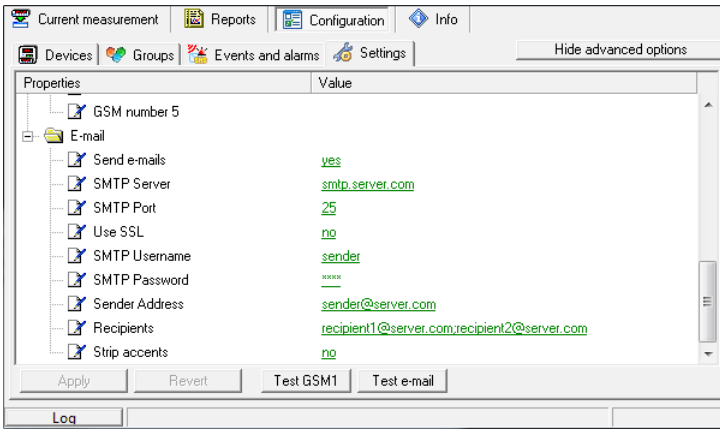 Current measurement Reports Configuration Info
Devices Groups Events and alarms Settings Hide advanced options
Properties Value
GSM number 5
E-mail
Send e-mails yes
SMTP Server smtp.server.com
SMTP Port 25
Use SSL no
SMTP Username sender
SMTP Password ****
Sender Address sender@server.com
Recipients recipient1@server.com;recipient2@server.com
Strip accents no
Apply Revert Test GSM1 Test e-mail
Log